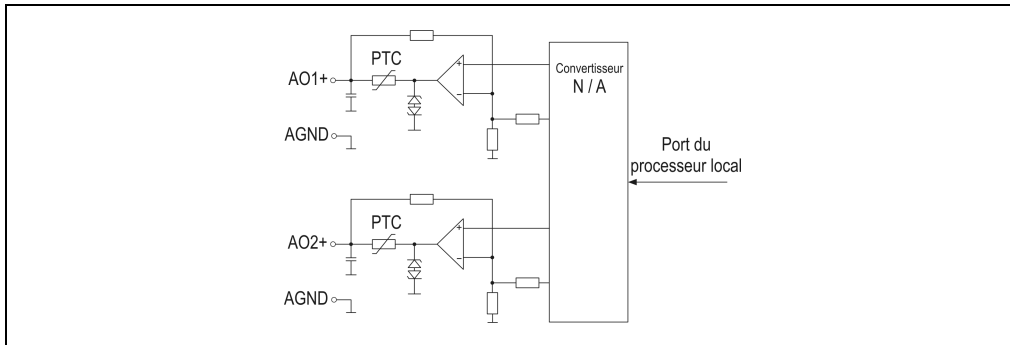 PTC
AO1+
AGND
Convertisseur
N / A
Port du
processeur local
PTC
AO2+
AGND